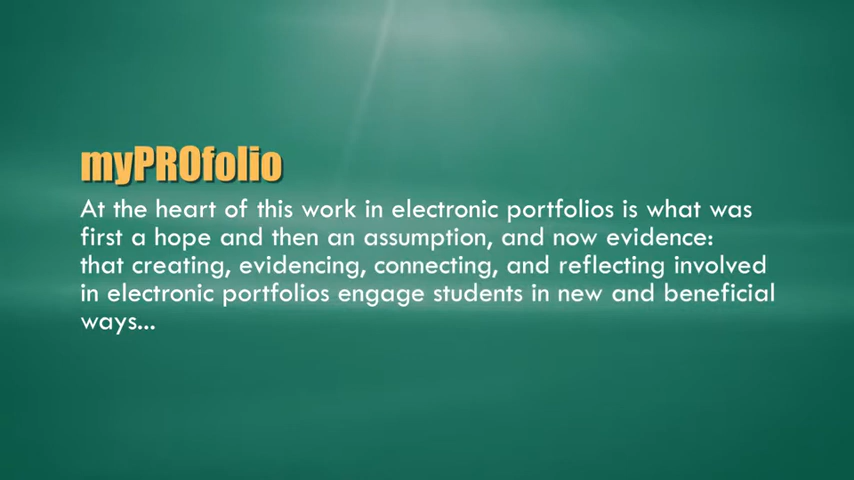 myPROfolio
At the heart of this work in electronic portfolios is what was
first a hope and then an assumption, and now evidence:
that creating, evidencing, connecting, and reflecting involved
in electronic portfolios engage students in new and beneficial
ways...